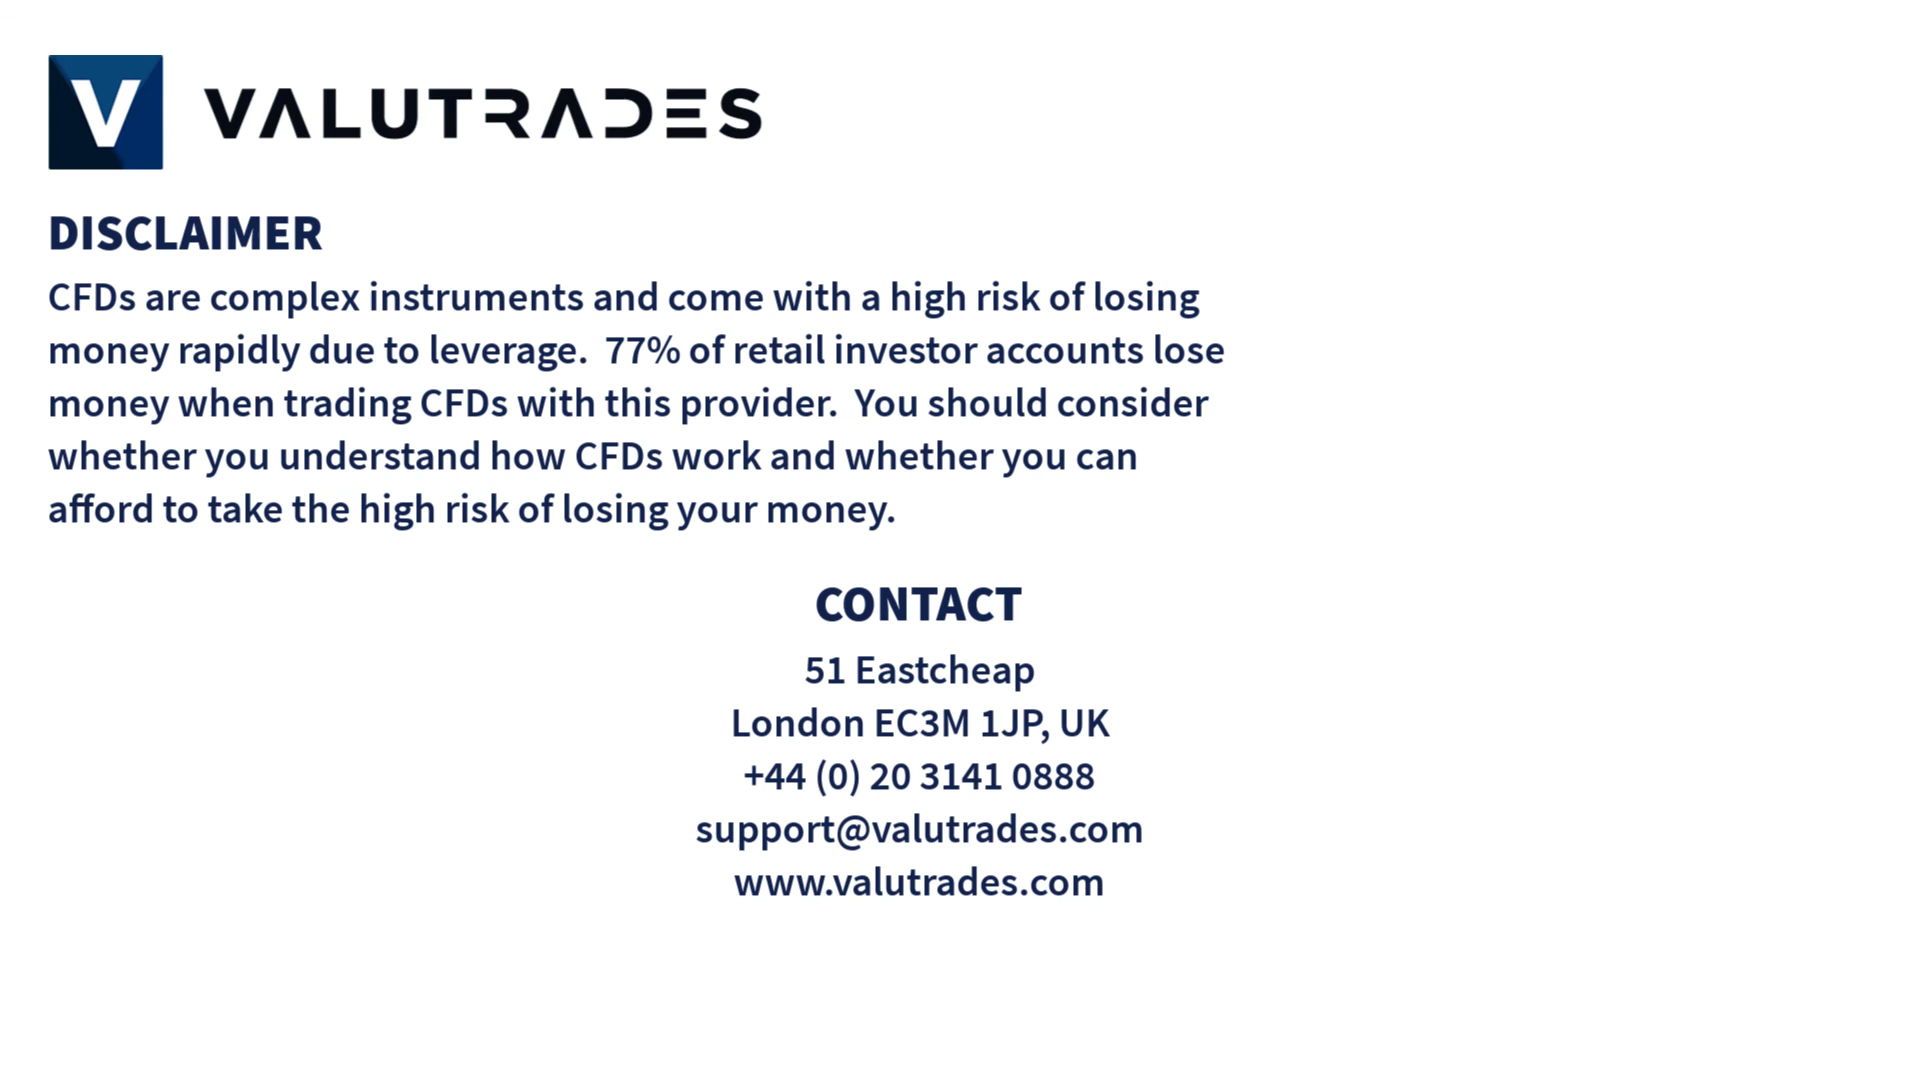 V VALUTRADES
DISCLAIMER
CFDs are complex instruments and come with a high risk of losing
money rapidly due to leverage.  77% of retail investor accounts lose
money when trading CFDs with this provider.  You should consider
whether you understand how CFDs work and whether you can
afford to take the high risk of losing your money.
CONTACT
51 Eastcheap
London EC3M 1JP, UK
+44 (0) 20 3141 0888
support@valutrades.com
www.valutrades.com